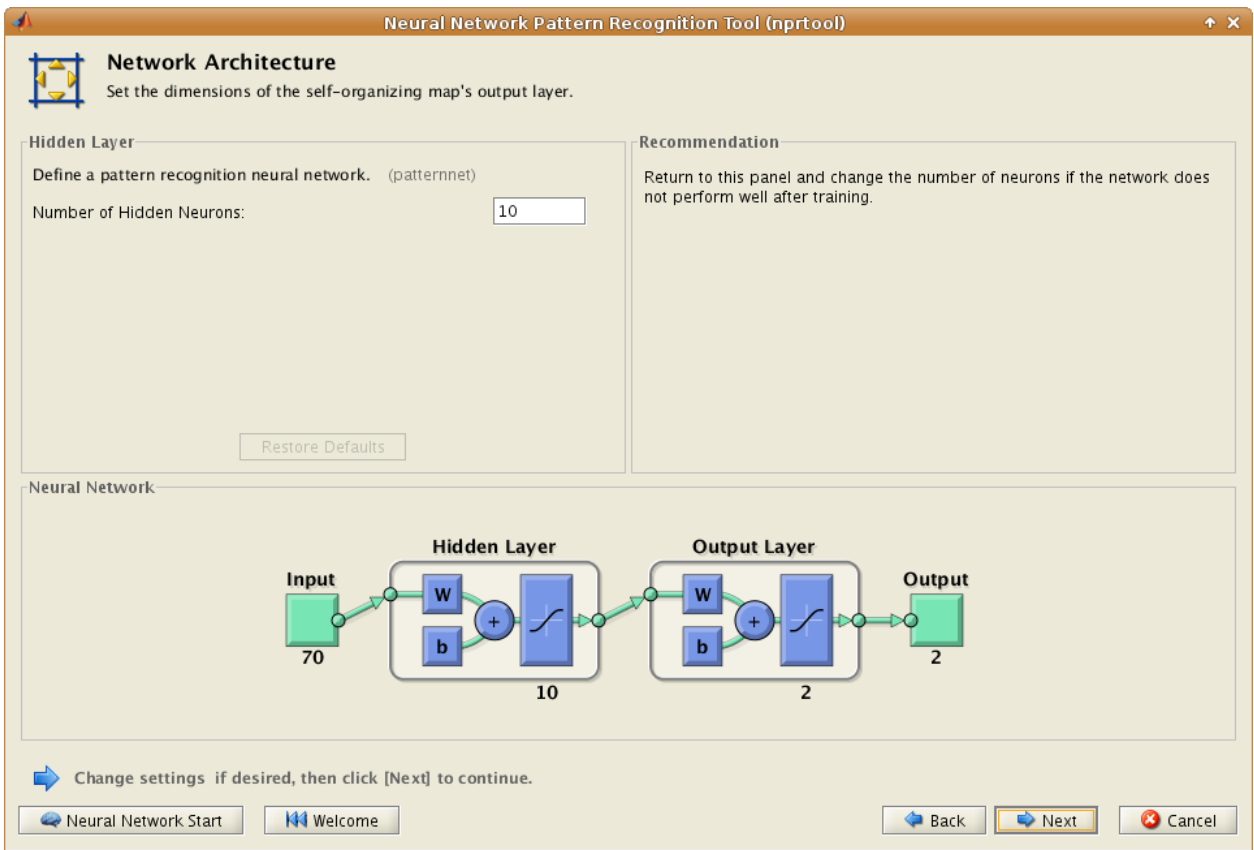 Neural Network Pattern Recognition Tool (nprtool)
Network Architecture
Set the dimensions of the self-organizing map's output layer.
Hidden Layer
Define a pattern recognition neural network. (patternnet)
Number of Hidden Neurons: 10
Restore Defaults
Recommendation
Return to this panel and change the number of neurons if the network does
not perform well after training.
Neural Network
Hidden Layer
Output Layer
Input
Output
W
W
+
+
b
b
70
2
10
2
Change settings if desired, then click [Next] to continue.
Neural Network Start
Welcome
Back
Next
Cancel